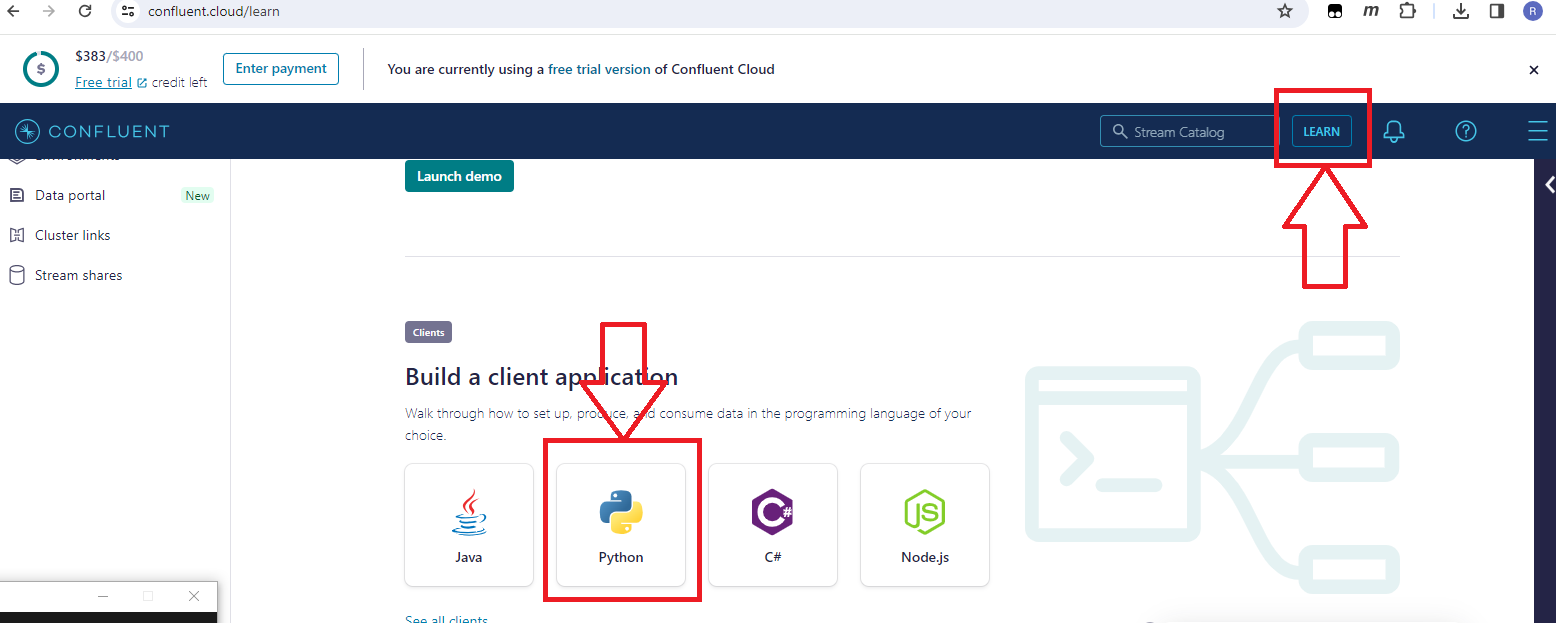 confluent.cloud/learn
m
R
$
$383/$400
Free trial credit left
Enter payment
You are currently using a free trial version of Confluent Cloud
CONFLUENT
Stream Catalog
LEARN
?
Environments
Data portal
New
Cluster links
Stream shares
Launch demo
Clients
Build a client application
Walk through how to set up, produce, and consume data in the programming language of your
choice.
Java
Python
C#
C#
JS
Node.js
See all clients